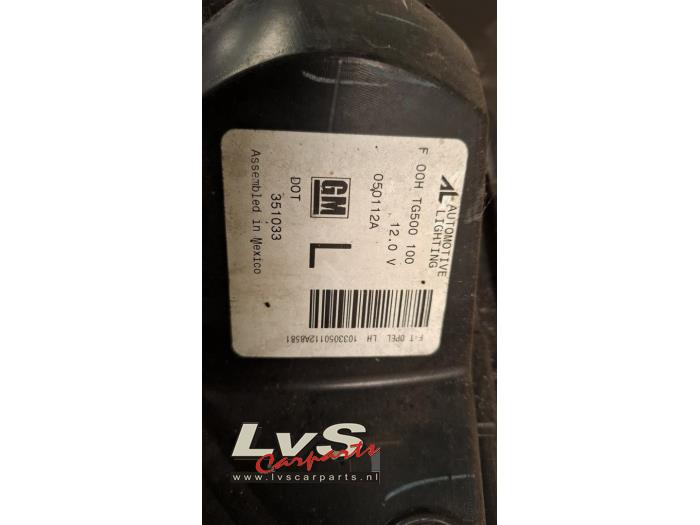 AL AUTOMOTIVE
LIGHTING
F 00H TG500 100
12.0 V
050112A
GM
L
DOT
351033
Assembled in Mexico
F-T OPEL LH 1033050112A8581
LvS
Carparts
www.lvscarparts.nl